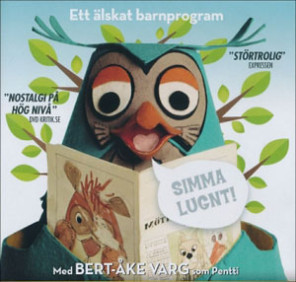 Ett älskat barnprogram
"STÖRTROLIG"
EXPRESSEN
"NOSTALGI PÅ
HÖG NIVÅ"
DVD-KRITIK.SE
SIMMA
LUGNT!
Med BERT-ÅKE VARG som Pentti